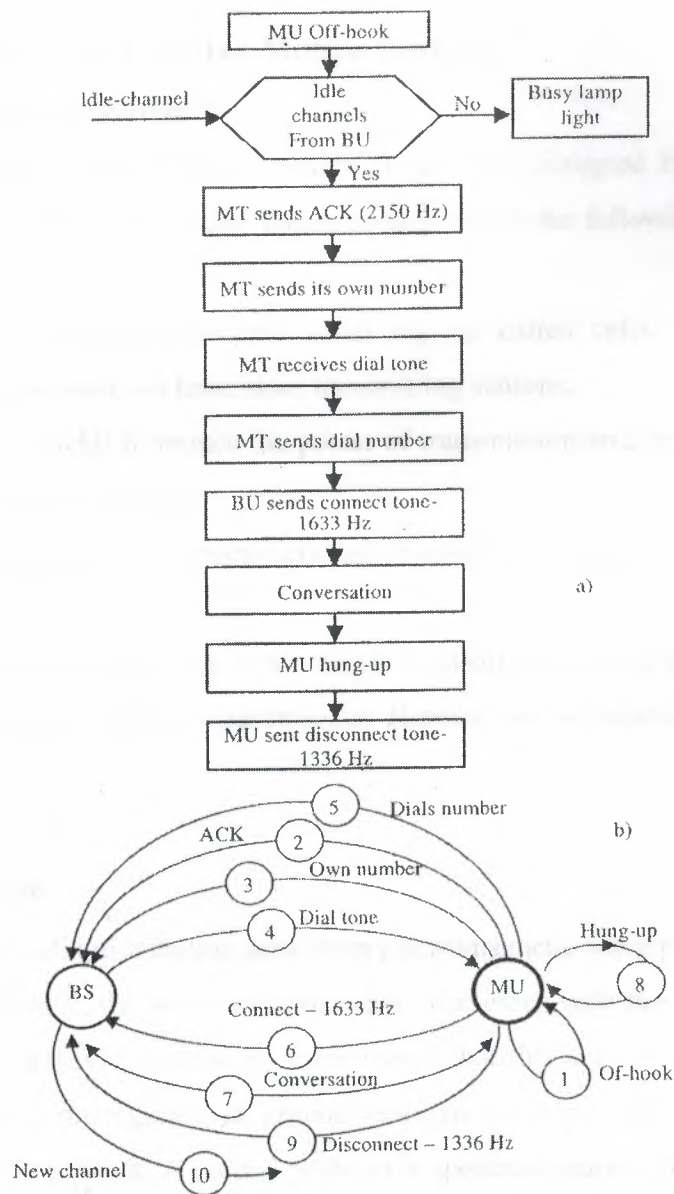 MU Off-hook
Idle-channel
Idle
channels
From BU
No
Busy lamp
light
Yes
MT sends ACK (2150 Hz)
MT sends its own number
MT receives dial tone
MT sends dial number
BU sends connect tone-
1633 Hz
Conversation
a)
MU hung-up
MU sent disconnect tone-
1336 Hz
5
Dials number
b)
ACK
2
3
Own number
4
Dial tone
Hung-up
BS
MU
8
Connect – 1633 Hz
6
7
Conversation
1
Of-hook
9
Disconnect – 1336 Hz
New channel
10